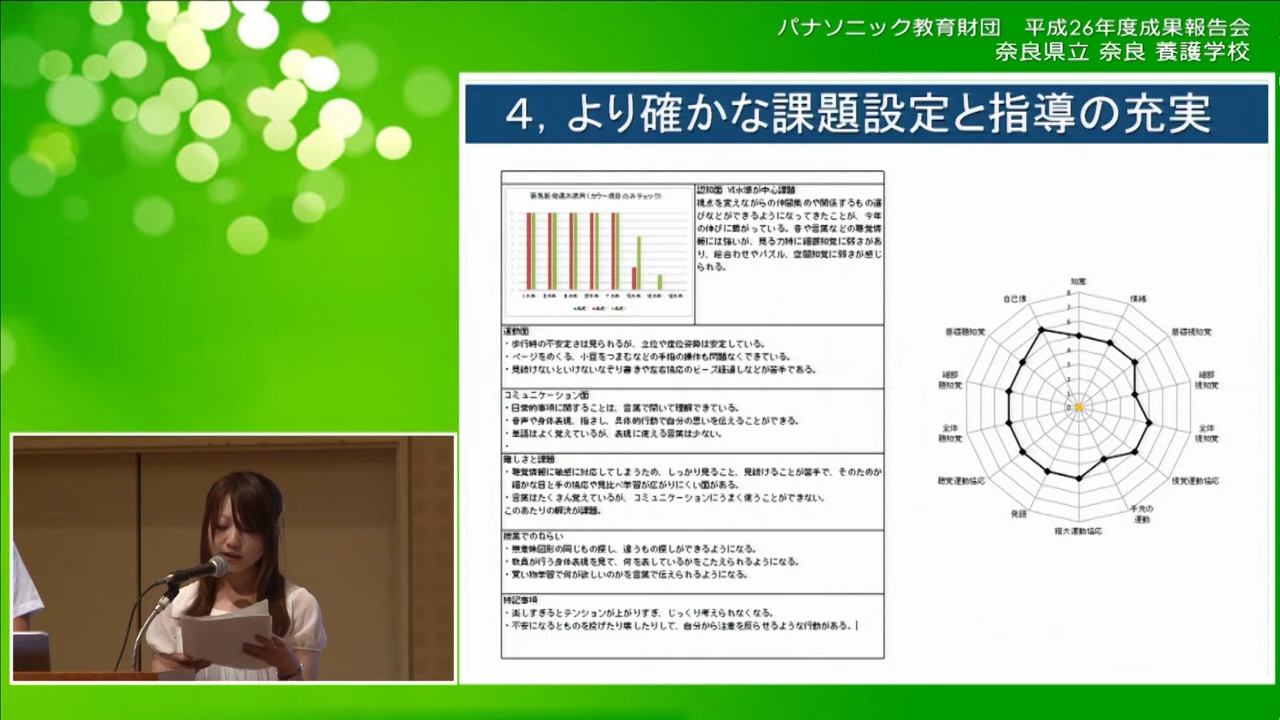 パナソニック教育財団　平成26年度成果報告会
奈良県立 奈良 養護学校
4，より確かな課題設定と指導の充実
認知面 Ⅵ水準が中心課題
視点を変えながらの仲間集めや関係するもの選
びなどができるようになってきたことが、今年
の伸びに繋がっている。音や言葉などの聴覚情
報には強いが、見る力特に細部知覚に弱さがあ
り、絵合わせやパズル、空間知覚に弱さが感じ
られる。
運動面
・歩行時の不安定さは見られるが、立位や座位姿勢は安定している。
・ページをめくる、小豆をつまむなどの手指の操作も問題なくできている。
・見続けないといけないなぞり書きや左右協応のビーズ紐通しなどが苦手である。
コミュニケーション面
・日常的事項に関することは、言葉で聞いて理解できている。
・音声や身体表現、指さし、具体的行動で自分の思いを伝えることができる。
・単語はよく覚えているが、表現に使える言葉は少ない。
・
難しさと課題
・聴覚情報に敏感に対応してしまうため、しっかり見ること、見続けることが苦手で、そのため
細かな目と手の協応や見比べ学習が広がりにくい面がある。
・言葉はたくさん覚えているが、コミュニケーションにうまく使うことができない。
このあたりの解決が課題。
授業でのねらい
・無意味図形の同じもの探し、違うもの探しができるようになる。
・教員が行う身体表現を見て、何を表しているかをこたえられるようになる。
・買い物学習で何が欲しいのかを言葉で伝えられるようになる。
特記事項
・楽しすぎるとテンションが上がりすぎ、じっくり考えられなくなる。
・不安になるとものを投げたり壊したりして、自分から注意を反らせるような行動がある。
知恵
情緒
基礎視知覚
細部
視知覚
全体
視知覚
視覚運動協応
手先の
運動
粗大運動協応
発語
聴覚運動協応
全体
聴知覚
細部
聴知覚
基礎聴知覚
自己像
8
7
6
5
4
3
2
1
0